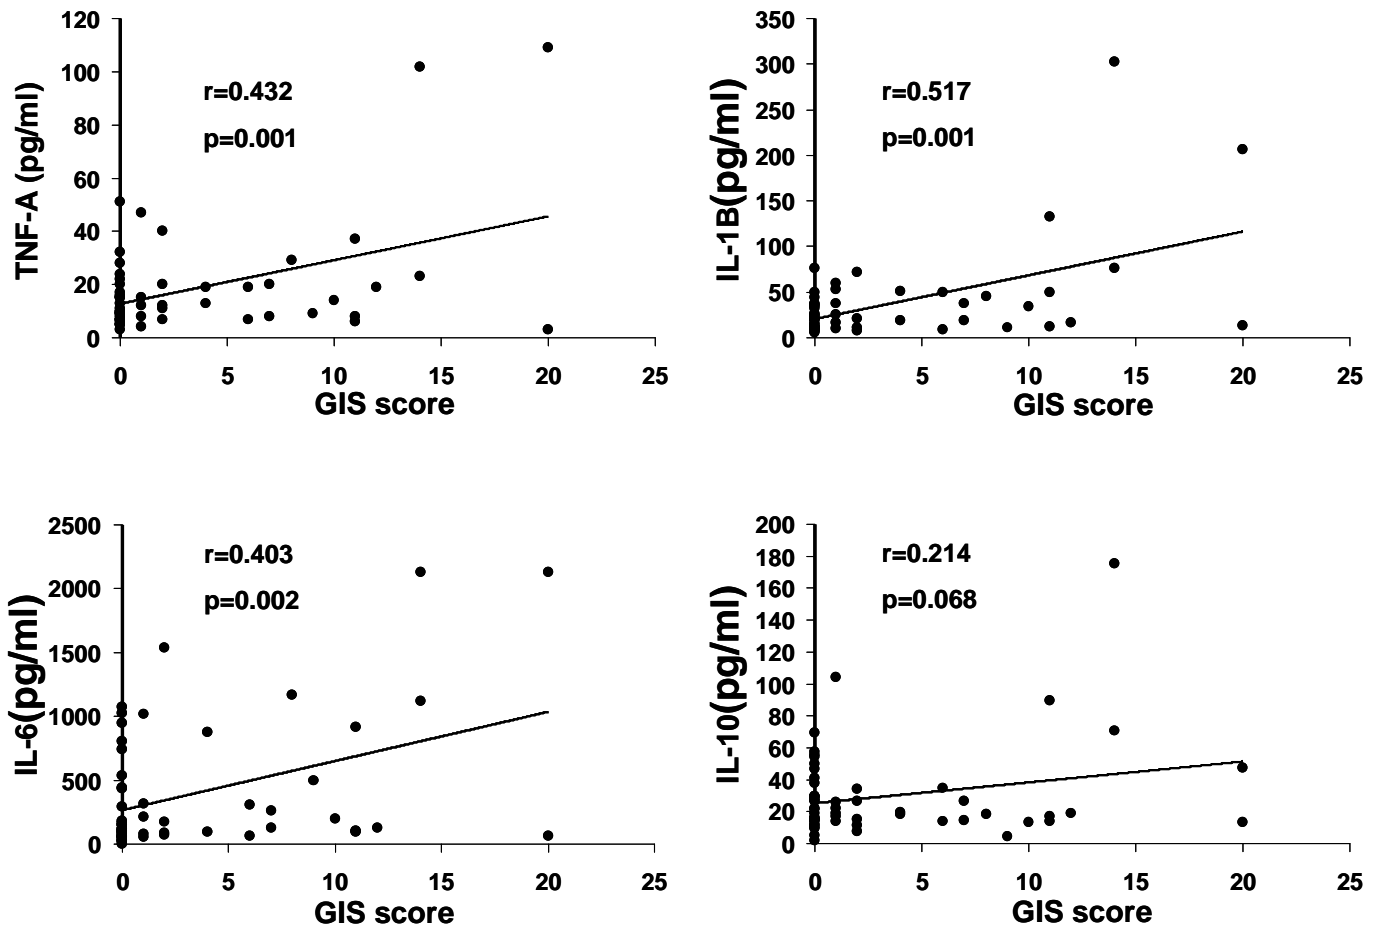 120
100
80
60
40
20
0
TNF-A (pg/ml)
r=0.432
p=0.001
0 5 10 15 20 25
GIS score
350
300
250
200
150
100
50
0
IL-1B(pg/ml)
r=0.517
p=0.001
0 5 10 15 20 25
GIS score
2500
2000
1500
1000
500
0
IL-6(pg/ml)
r=0.403
p=0.002
0 5 10 15 20 25
GIS score
200
180
160
140
120
100
80
60
40
20
0
IL-10(pg/ml)
r=0.214
p=0.068
0 5 10 15 20 25
GIS score